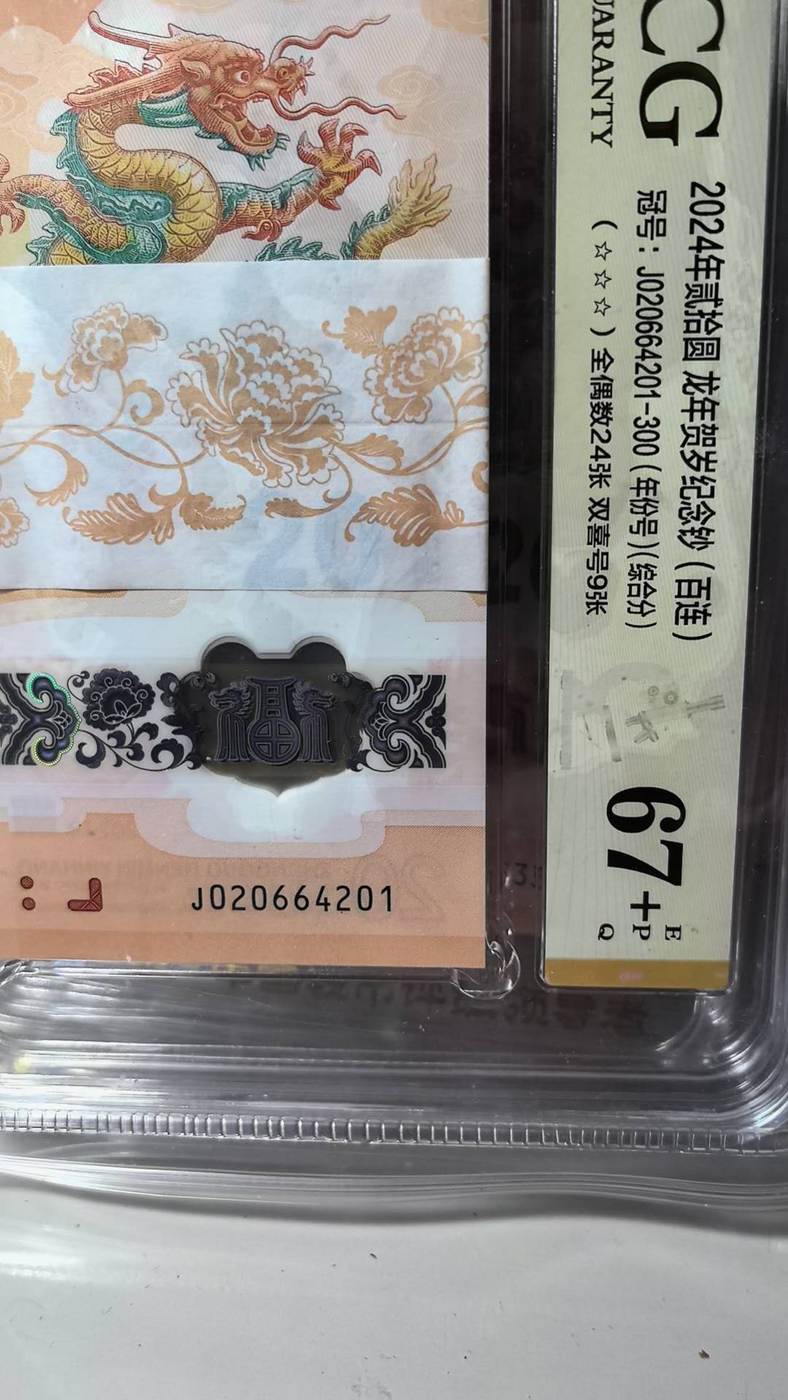 CG
UARANTY
2024年贰拾圆 龙年贺岁纪念钞（百连）
冠号：J020664201-300（年份号）（综合分）
（☆☆☆）全偶数24张 双喜号9张
67+
E
P
Q
福
J020664201